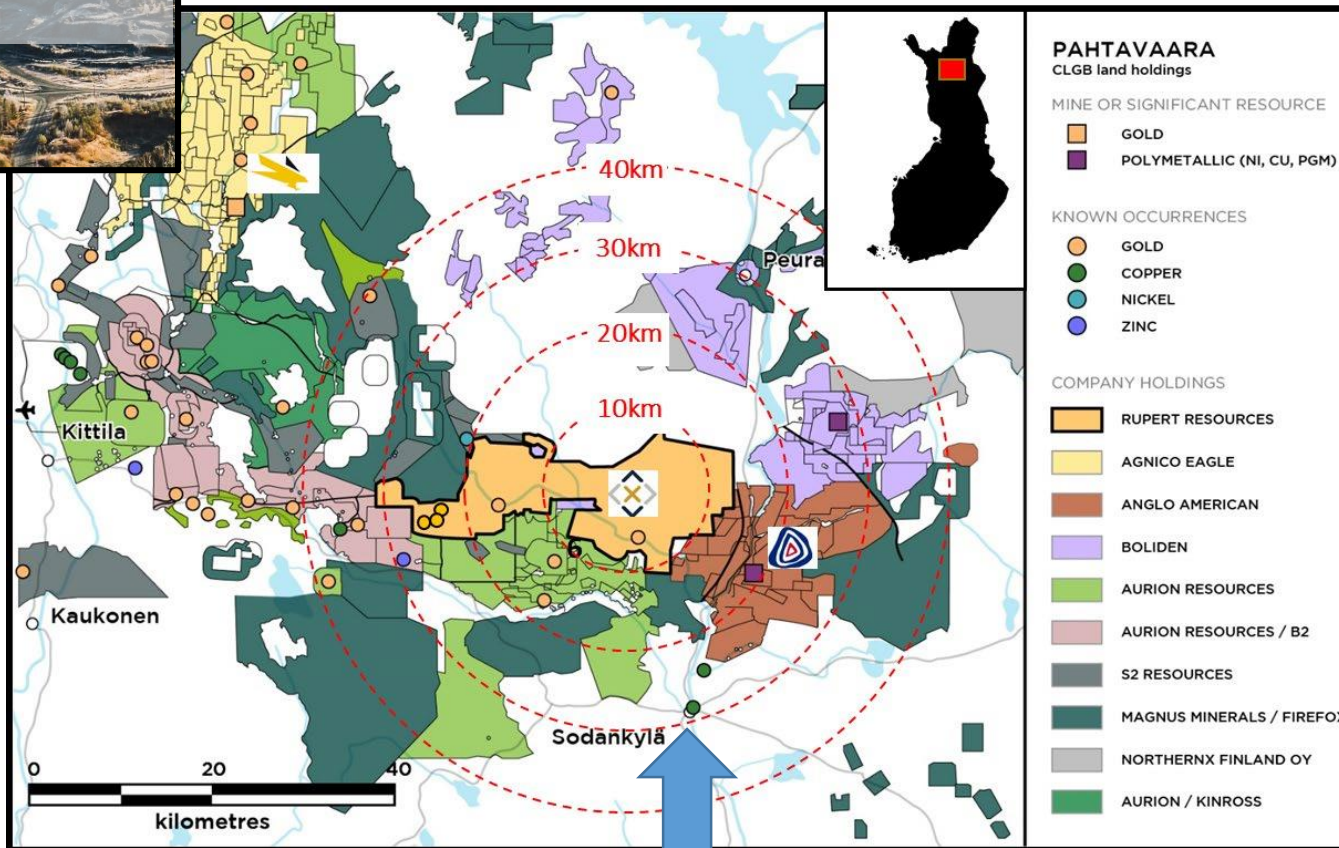 40km
30km
20km
10km
Peura
Kittila
Kaukonen
6
Sodankylä
0 20 40
kilometres
PAHTAVAARA
CLGB land holdings
MINE OR SIGNIFICANT RESOURCE
GOLD
POLYMETALLIC (NI, CU, PGM)
KNOWN OCCURRENCES
GOLD
COPPER
NICKEL
ZINC
COMPANY HOLDINGS
RUPERT RESOURCES
AGNICO EAGLE
ANGLO AMERICAN
BOLIDEN
AURION RESOURCES
AURION RESOURCES / B2
S2 RESOURCES
MAGNUS MINERALS / FIREFOX
NORTHERNX FINLAND OY
AURION / KINROSS